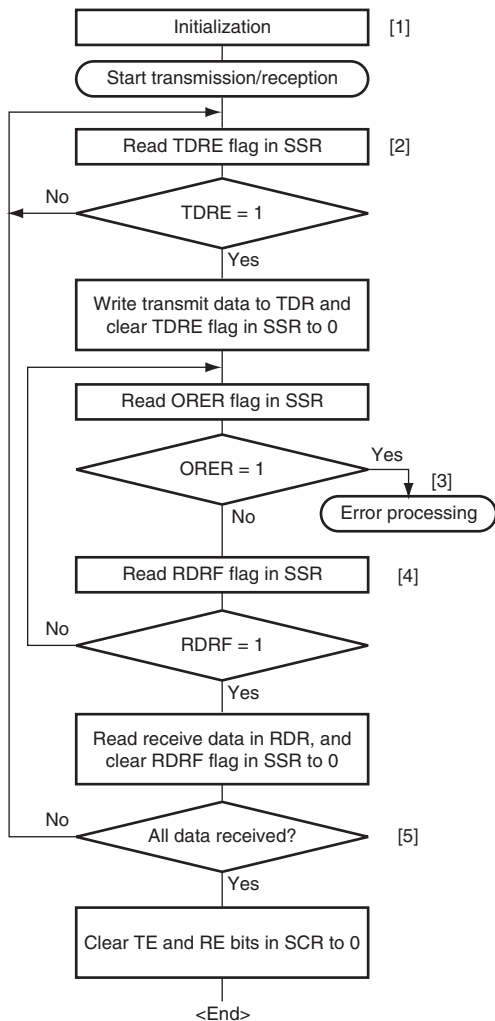 Initialization
[1]
Start transmission/reception
Read TDRE flag in SSR
[2]
No
TDRE = 1
Yes
Write transmit data to TDR and
clear TDRE flag in SSR to 0
Read ORER flag in SSR
Yes
ORER = 1
[3]
No
Error processing
Read RDRF flag in SSR
[4]
No
RDRF = 1
Yes
Read receive data in RDR, and
clear RDRF flag in SSR to 0
No
All data received?
[5]
Yes
Clear TE and RE bits in SCR to 0
<End>